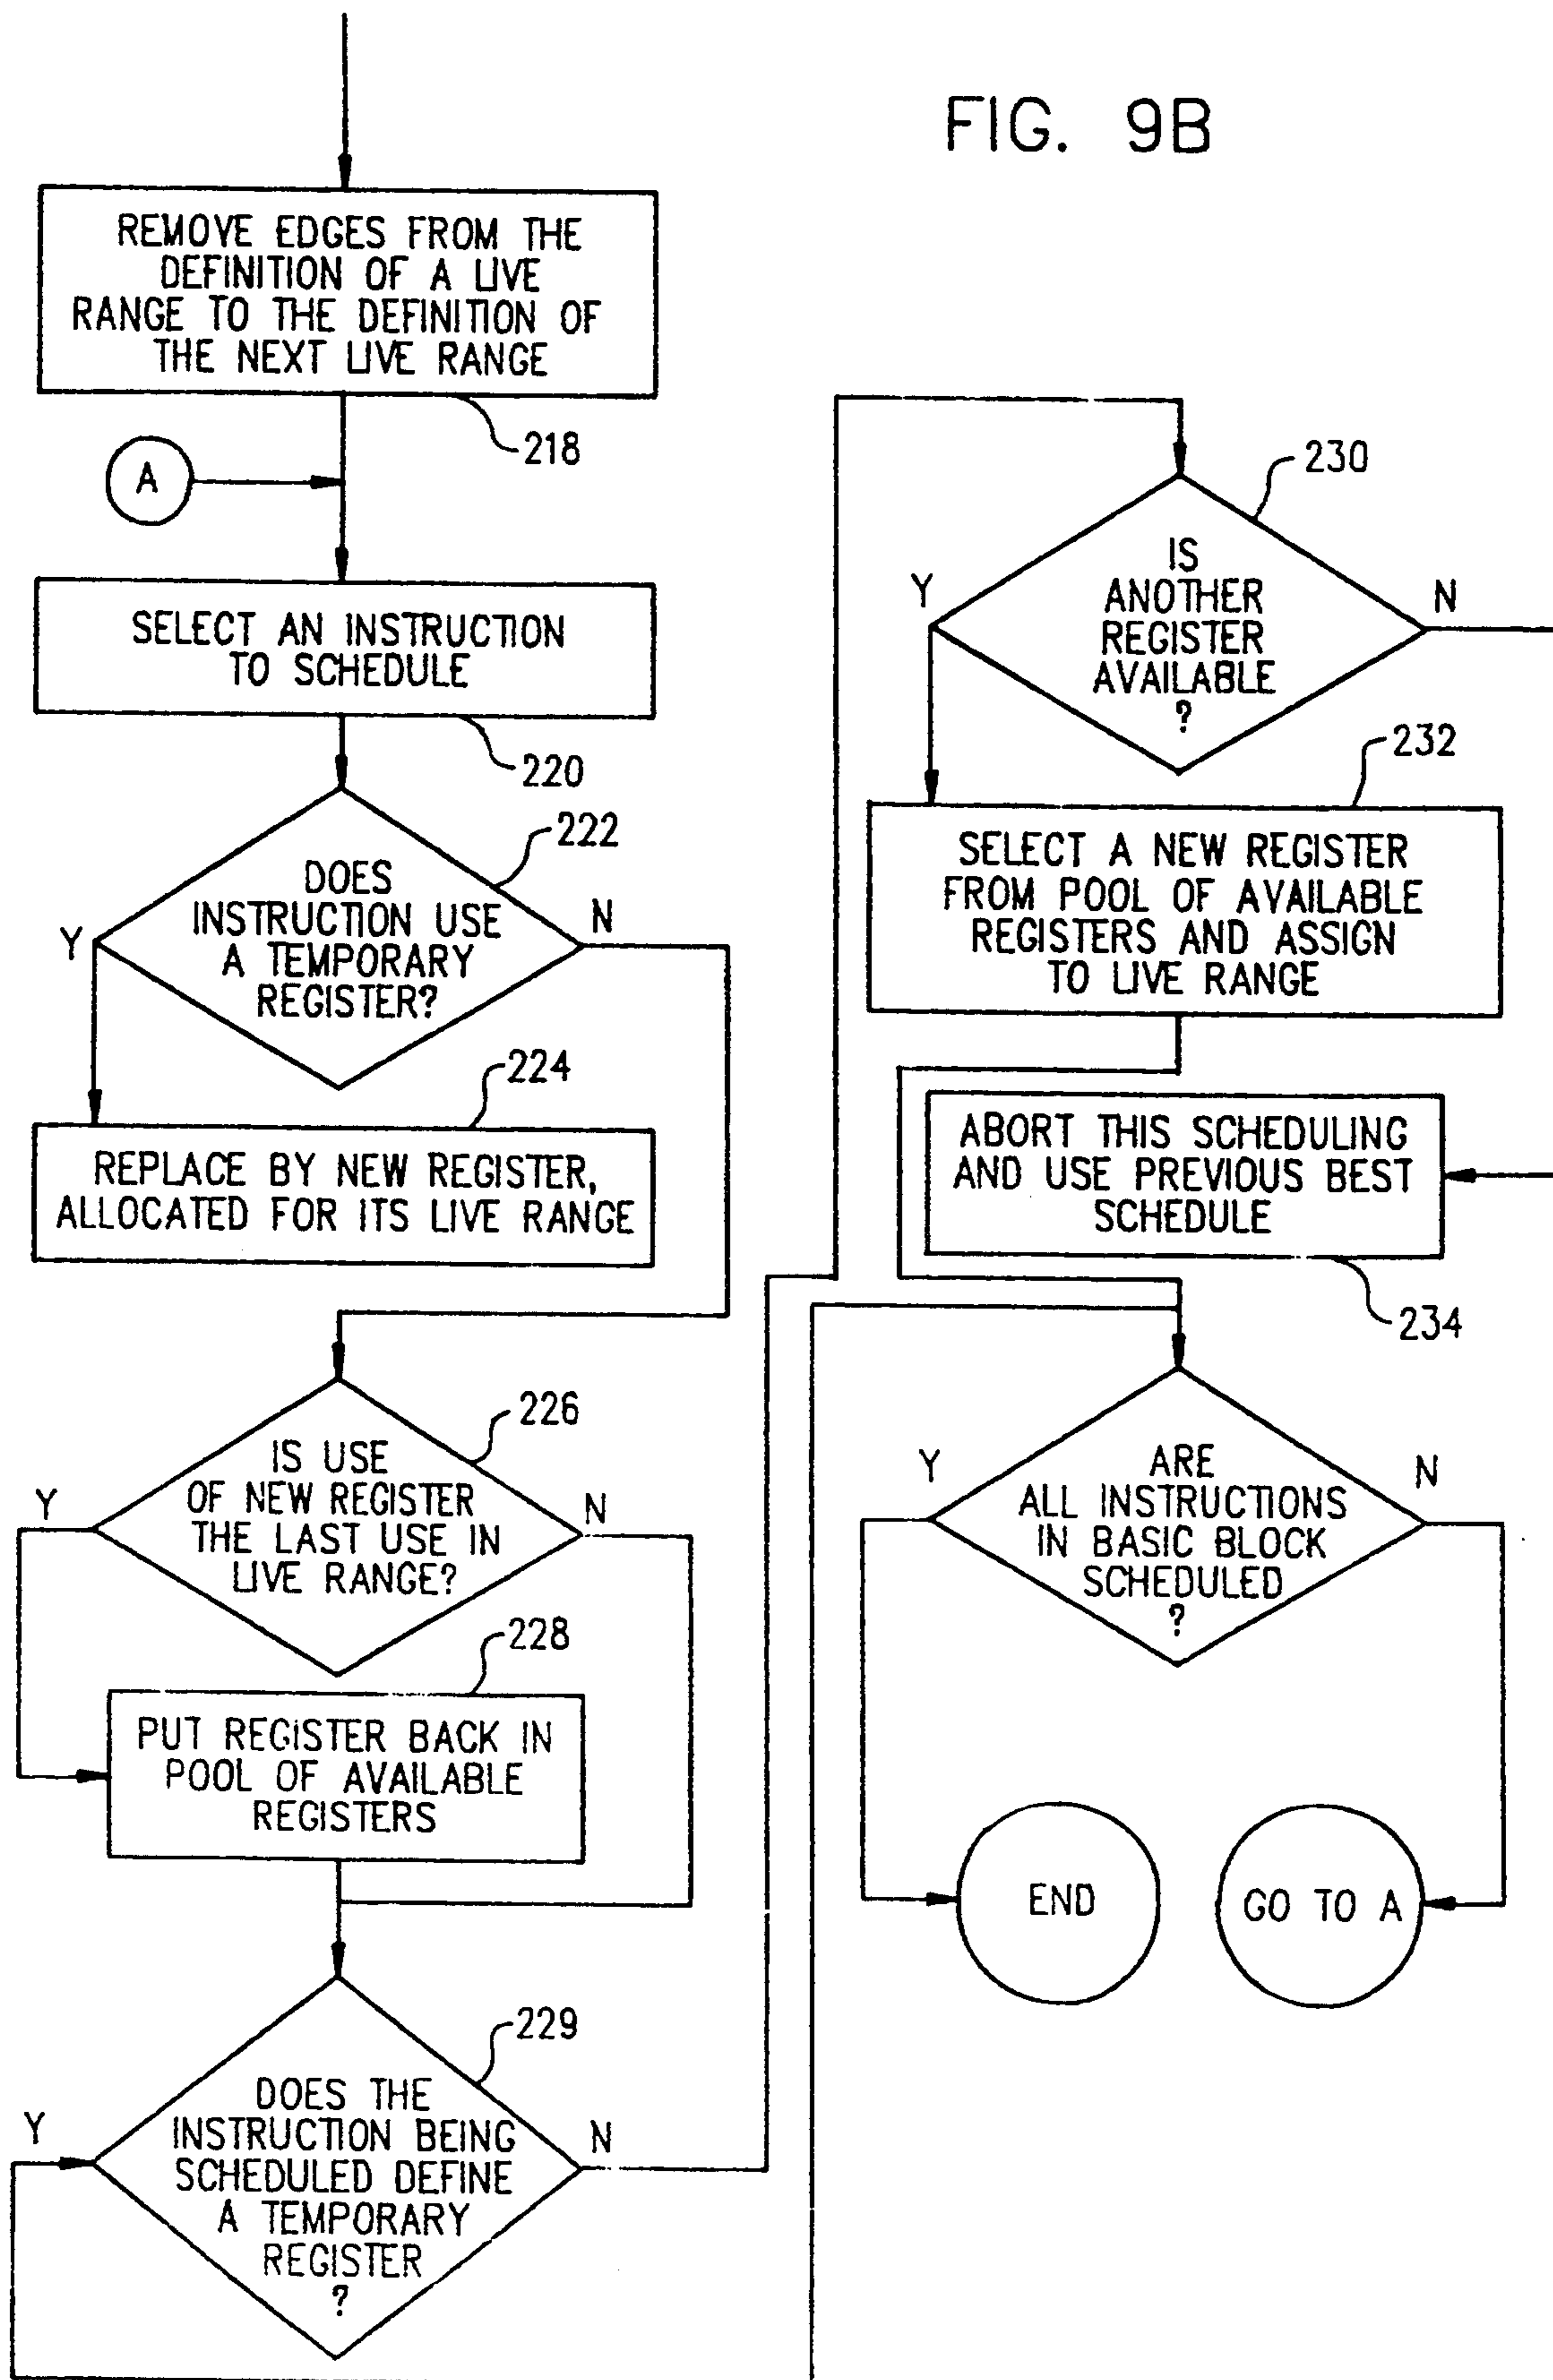 FIG. 9B
REMOVE EDGES FROM THE
DEFINITION OF A LIVE
RANGE TO THE DEFINITION OF
THE NEXT LIVE RANGE
218
A
SELECT AN INSTRUCTION
TO SCHEDULE
220
222
DOES
INSTRUCTION USE
A TEMPORARY
REGISTER?
Y
N
224
REPLACE BY NEW REGISTER,
ALLOCATED FOR ITS LIVE RANGE
226
IS USE
OF NEW REGISTER
THE LAST USE IN
LIVE RANGE?
Y
N
228
PUT REGISTER BACK IN
POOL OF AVAILABLE
REGISTERS
229
DOES THE
INSTRUCTION BEING
SCHEDULED DEFINE
A TEMPORARY
REGISTER
?
Y
N
230
IS
ANOTHER
REGISTER
AVAILABLE
?
Y
N
232
SELECT A NEW REGISTER
FROM POOL OF AVAILABLE
REGISTERS AND ASSIGN
TO LIVE RANGE
ABORT THIS SCHEDULING
AND USE PREVIOUS BEST
SCHEDULE
234
ARE
ALL INSTRUCTIONS
IN BASIC BLOCK
SCHEDULED
?
Y
N
END
GO TO A